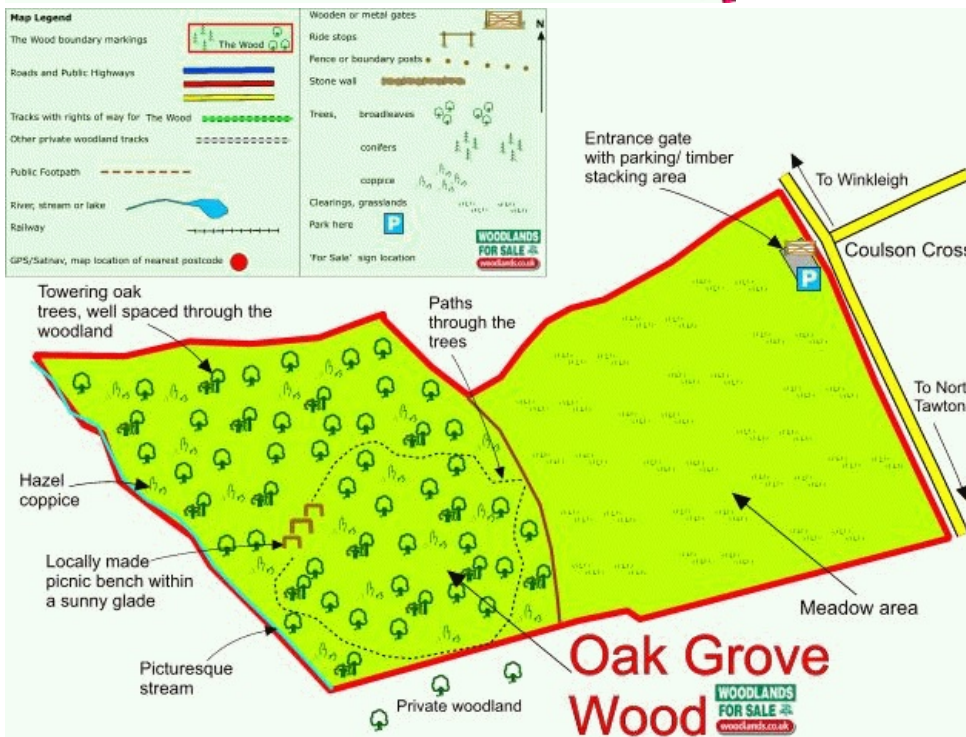 Map Legend
The Wood boundary markings
The Wood
Roads and Public Highways
Tracks with rights of way for The Wood
Other private woodland tracks
Public Footpath
River, stream or lake
Railway
GPS/Satnav, map location of nearest postcode
Wooden or metal gates
Ride stops
Fence or boundary posts
Stone wall
Trees, broadleaves
conifers
coppice
Clearings, grasslands
Park here
P
'For Sale' sign location
WOODLANDS
FOR SALE
woodlands.co.uk
N
Entrance gate
with parking/ timber
stacking area
To Winkleigh
Coulson Cross
P
To Nort
Tawton
Towering oak
trees, well spaced through the
woodland
Paths
through the
trees
Hazel
coppice
Locally made
picnic bench within
a sunny glade
Picturesque
stream
Private woodland
Meadow area
Oak Grove
Wood
WOODLANDS
FOR SALE
woodlands.co.uk